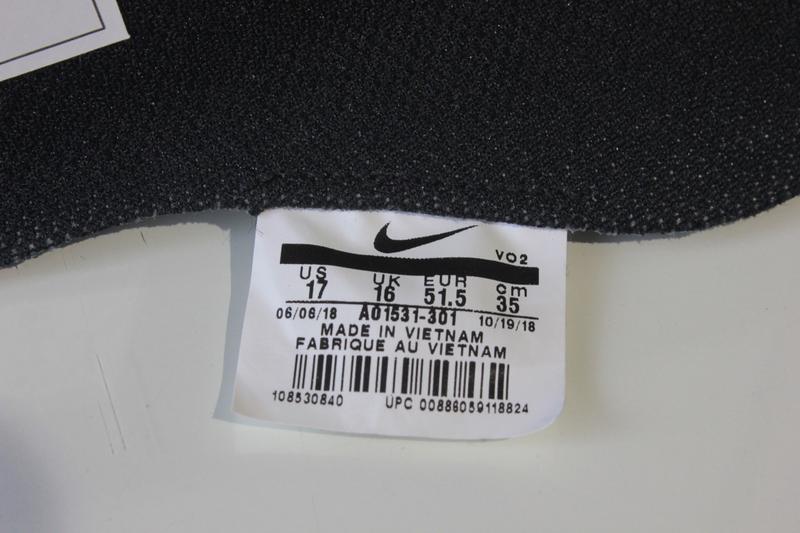 VO2
US UK EUR cm
17 16 51.5 35
06/06/18 A01531-301 10/19/18
MADE IN VIETNAM
FABRIQUE AU VIETNAM
108530840 UPC 00886059118824